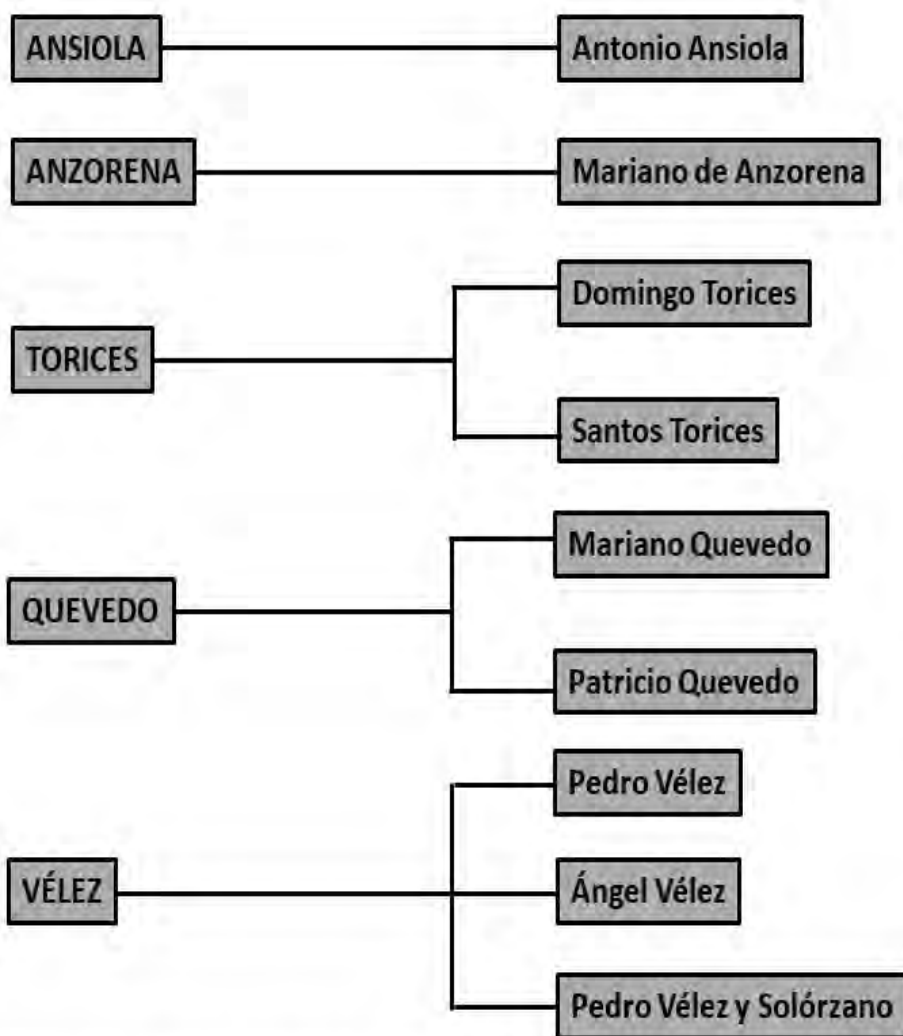 ANSIOLA
Antonio Ansiola
ANZORENA
Mariano de Anzorena
TORICES
Domingo Torices
Santos Torices
QUEVEDO
Mariano Quevedo
Patricio Quevedo
VÉLEZ
Pedro Vélez
Ángel Vélez
Pedro Vélez y Solórzano